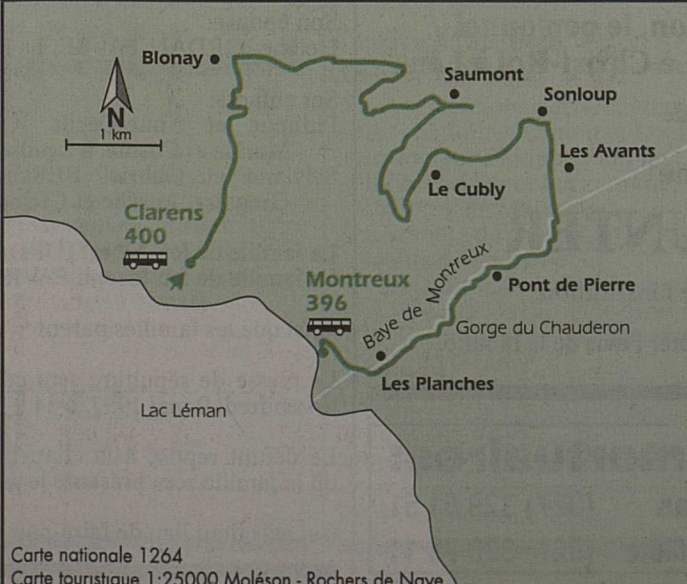 Blonay
Saumont
Sonloup
N
1 km
Les Avants
Le Cubly
Clarens
400
Baye de Montreux
Montreux
396
Pont de Pierre
Gorge du Chauderon
Les Planches
Lac Léman
Carte nationale 1264
Carte touristique 1:25000 Moléson - Rochers de Naye